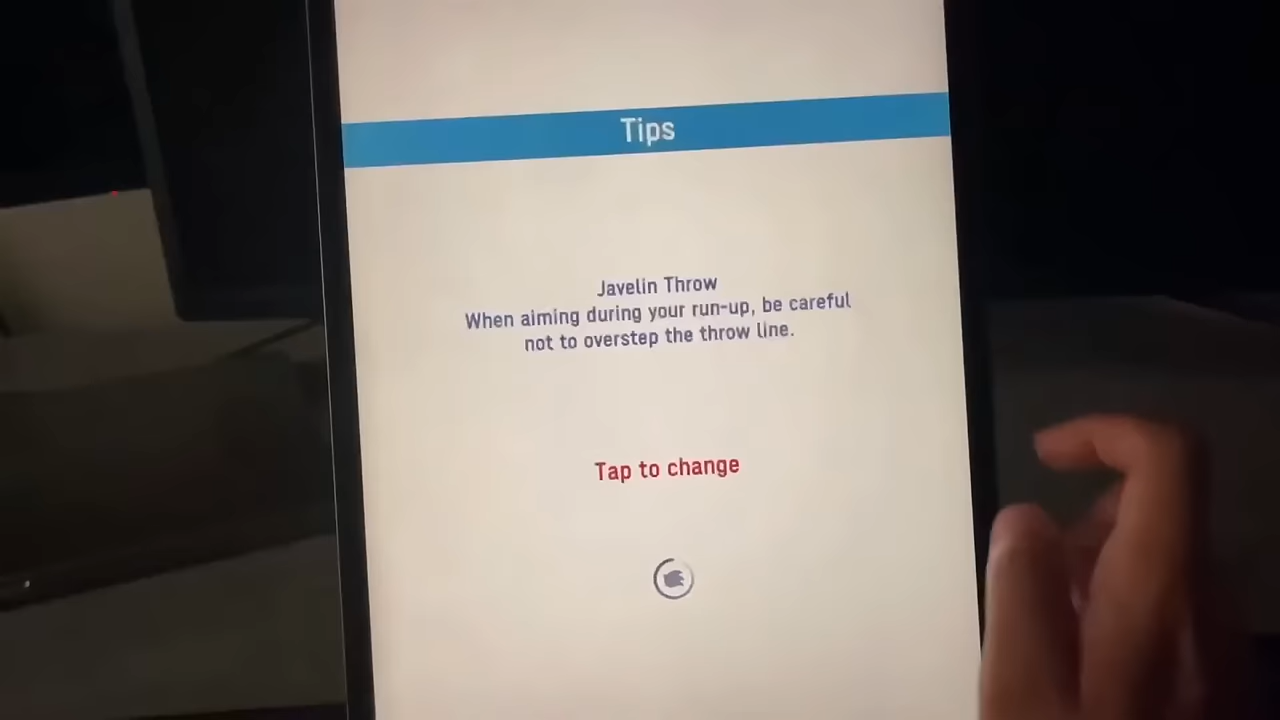 Tips
Javelin Throw
When aiming during your run-up, be careful
not to overstep the throw line.
Tap to change